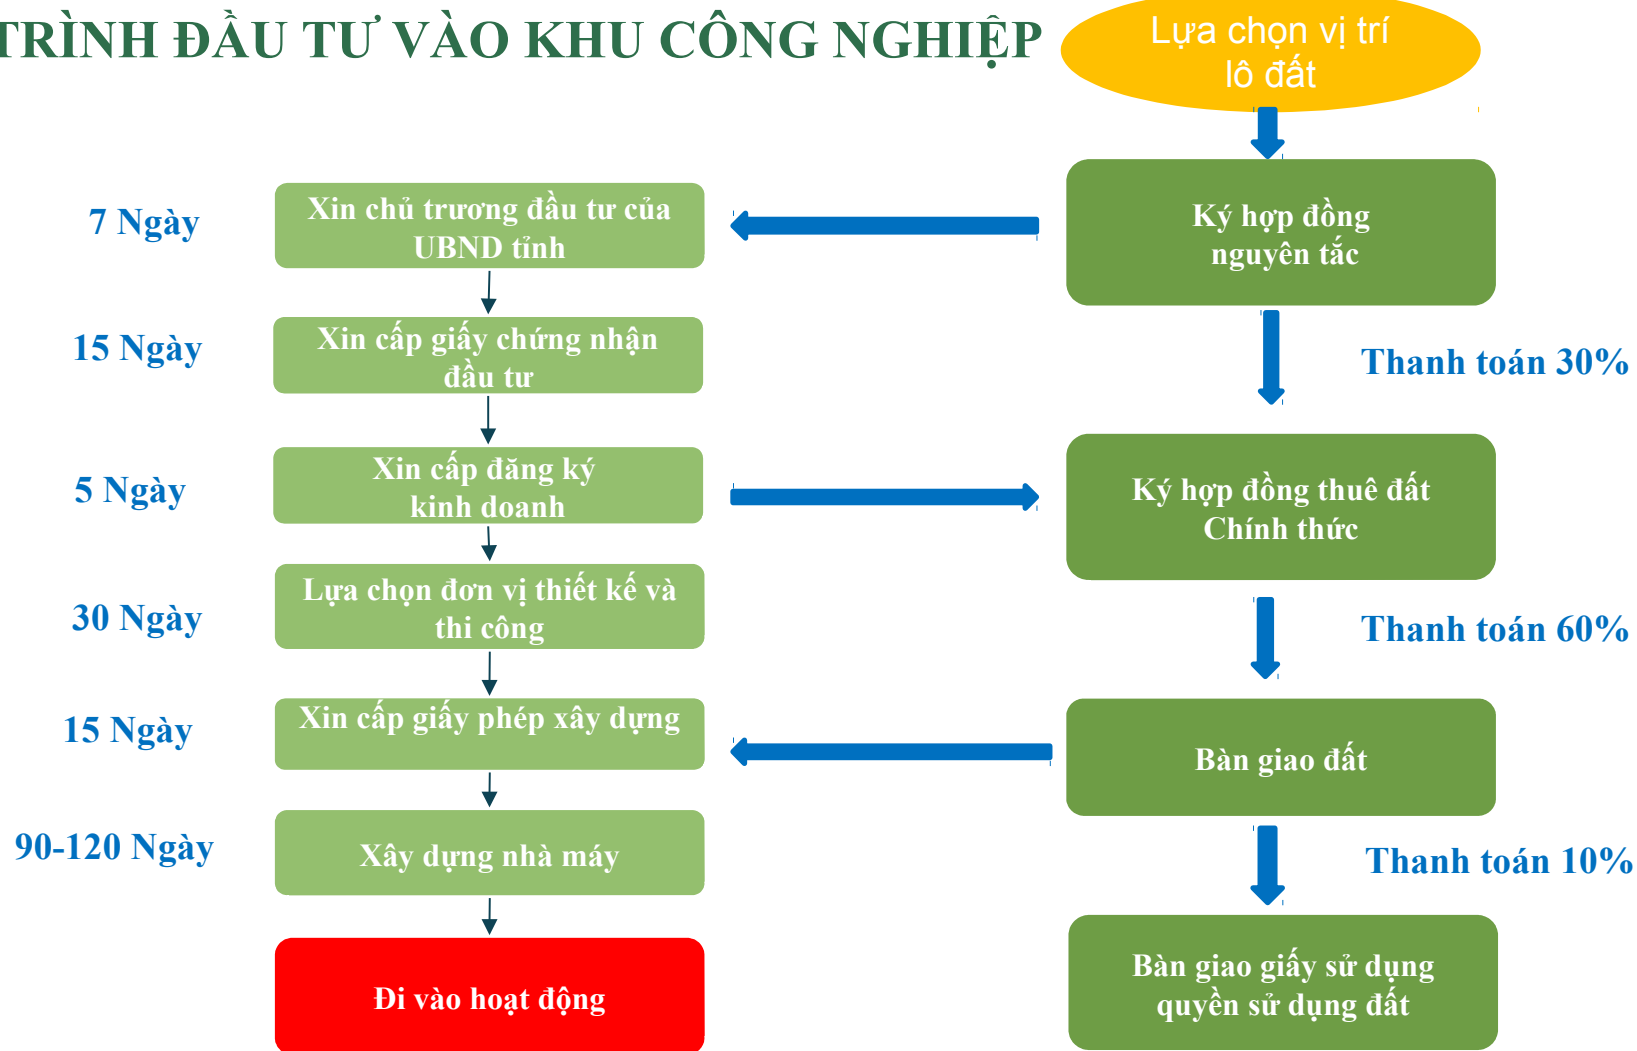 TRÌNH ĐẦU TƯ VÀO KHU CÔNG NGHIỆP
Lựa chọn vị trí
lô đất
7 Ngày
Xin chủ trương đầu tư của
UBND tỉnh
Ký hợp đồng
nguyên tắc
15 Ngày
Xin cấp giấy chứng nhận
đầu tư
Thanh toán 30%
5 Ngày
Xin cấp đăng ký
kinh doanh
Ký hợp đồng thuê đất
Chính thức
30 Ngày
Lựa chọn đơn vị thiết kế và
thi công
Thanh toán 60%
15 Ngày
Xin cấp giấy phép xây dựng
Bàn giao đất
90-120 Ngày
Xây dựng nhà máy
Thanh toán 10%
Đi vào hoạt động
Bàn giao giấy sử dụng
quyền sử dụng đất